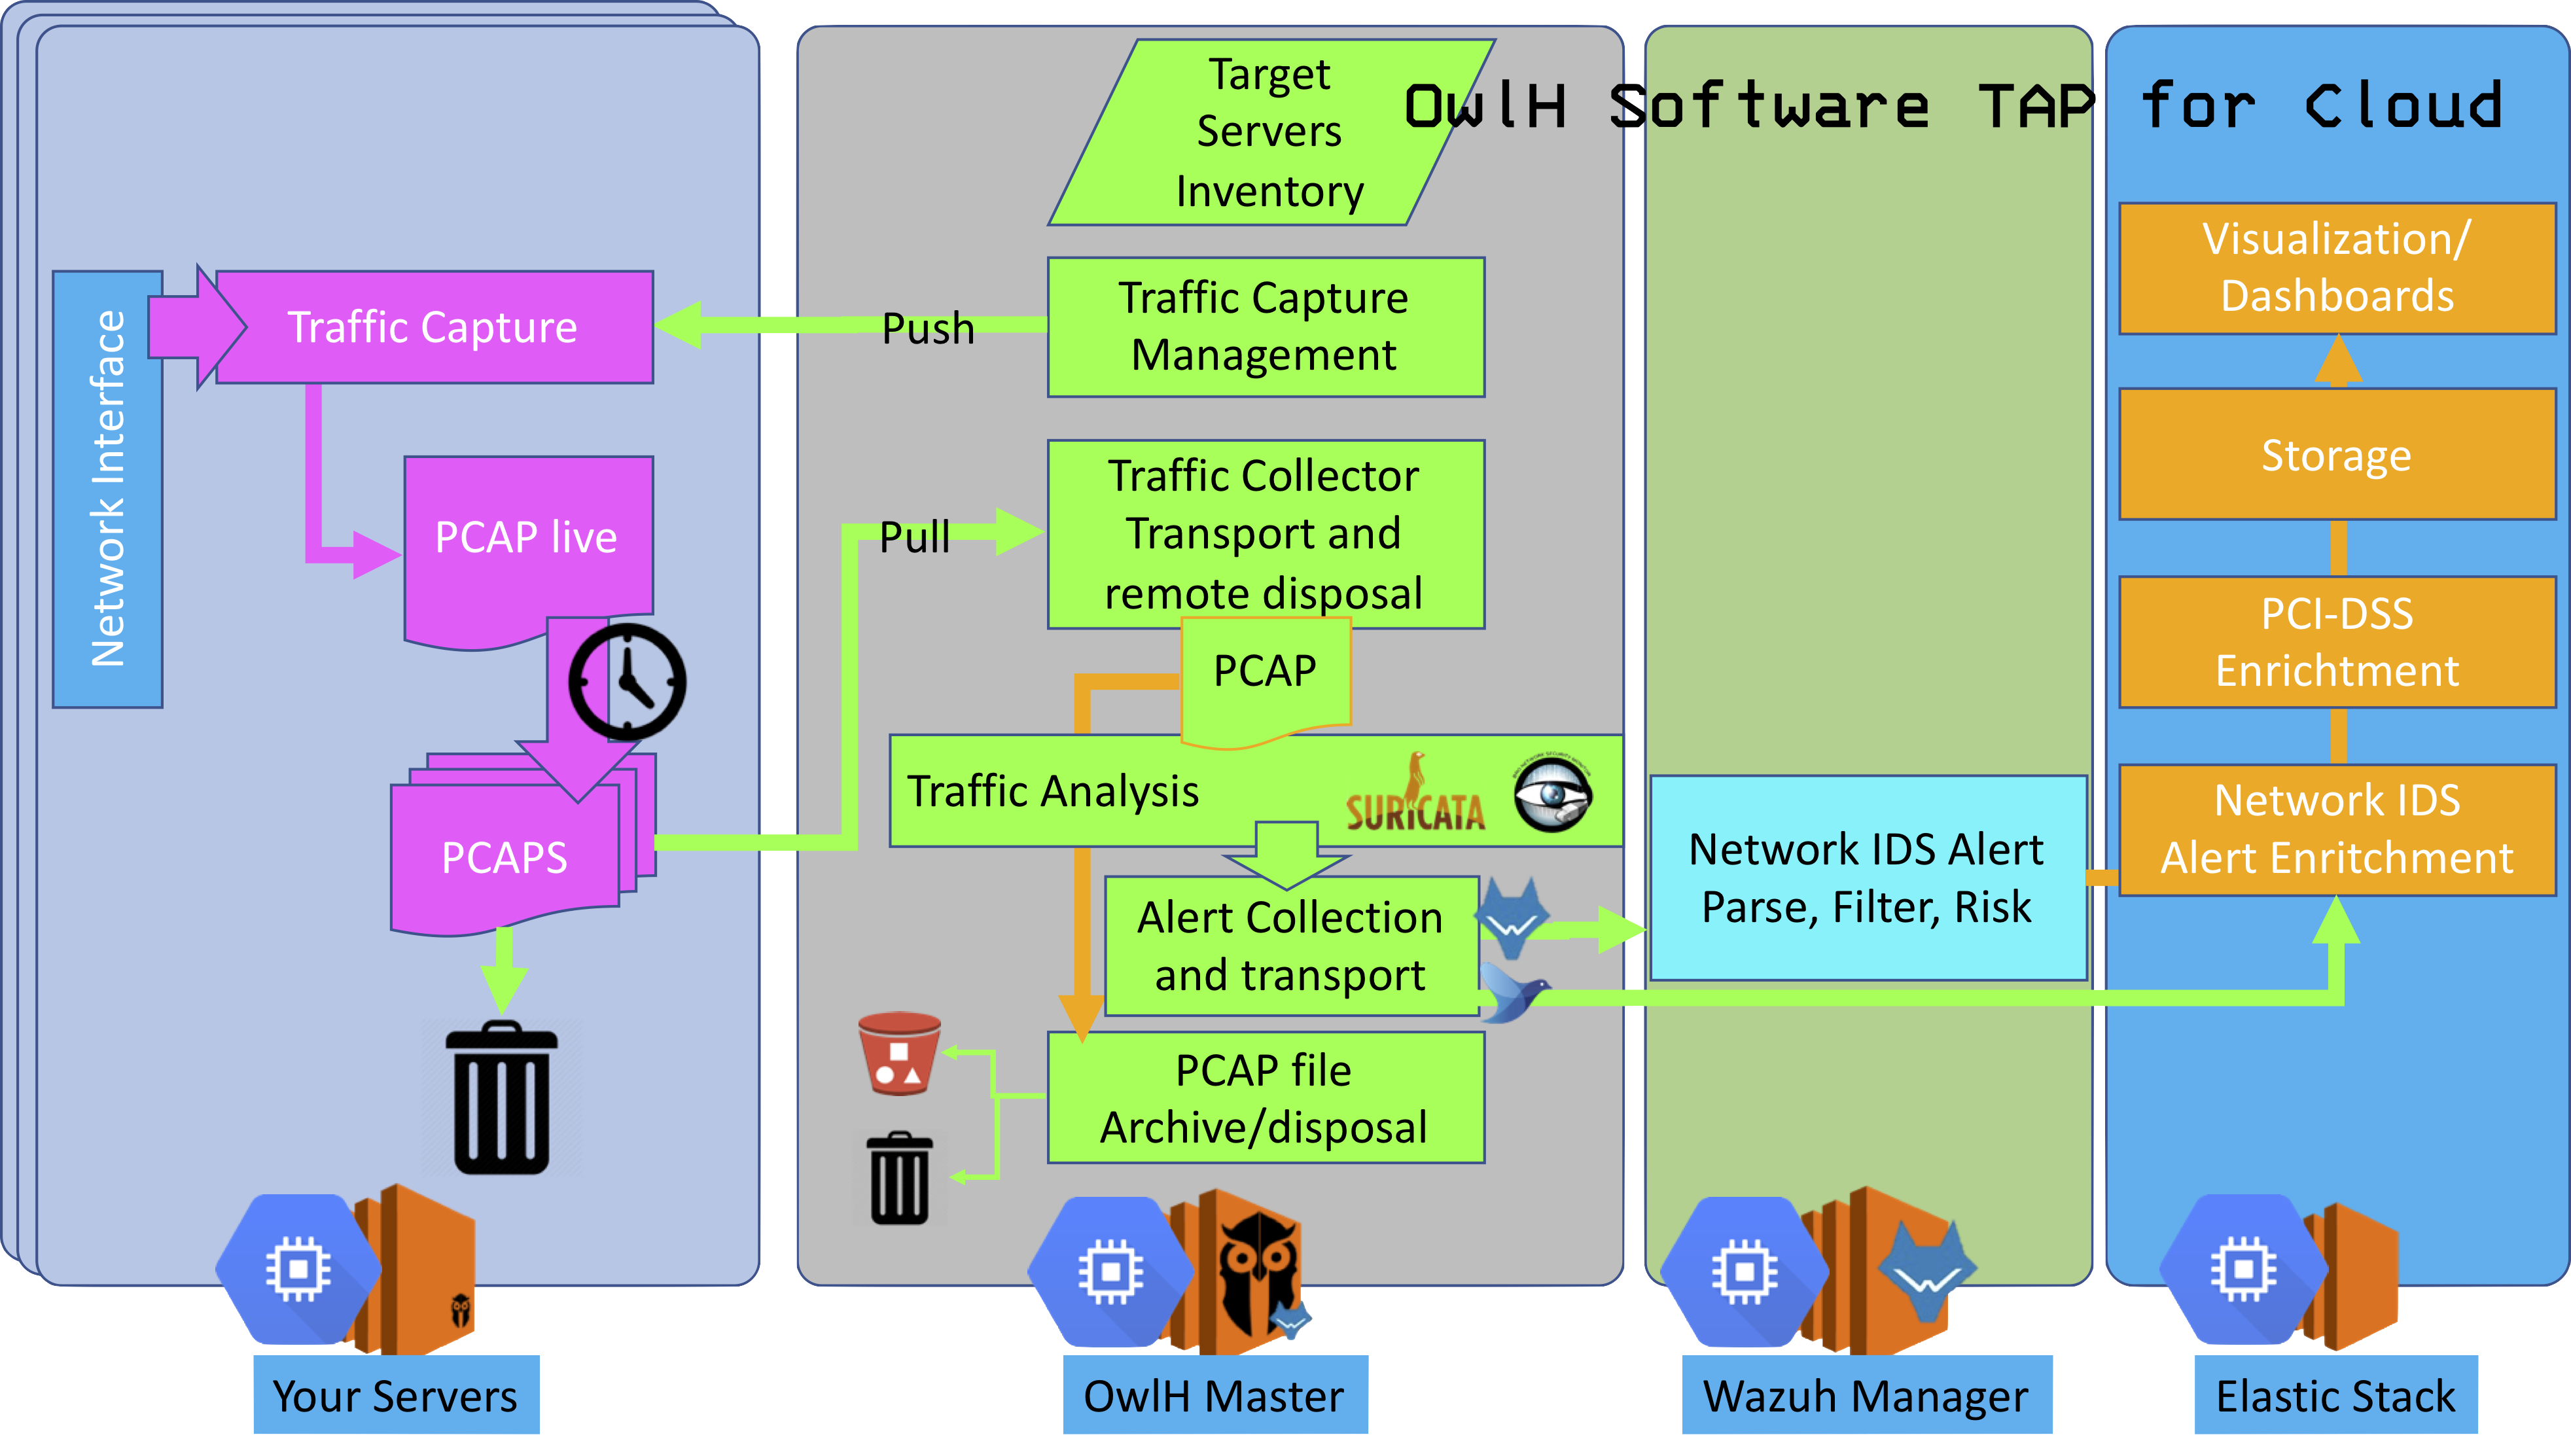 OwlH Software TAP for Cloud
Network Interface
Traffic Capture
PCAP live
PCAPS
Your Servers
Target
Servers
Inventory
Push
Traffic Capture
Management
Pull
Traffic Collector
Transport and
remote disposal
PCAP
Traffic Analysis
SURICATA
Alert Collection
and transport
PCAP file
Archive/disposal
OwlH Master
Network IDS Alert
Parse, Filter, Risk
Wazuh Manager
Visualization/
Dashboards
Storage
PCI-DSS
Enrichtment
Network IDS
Alert Enritchment
Elastic Stack